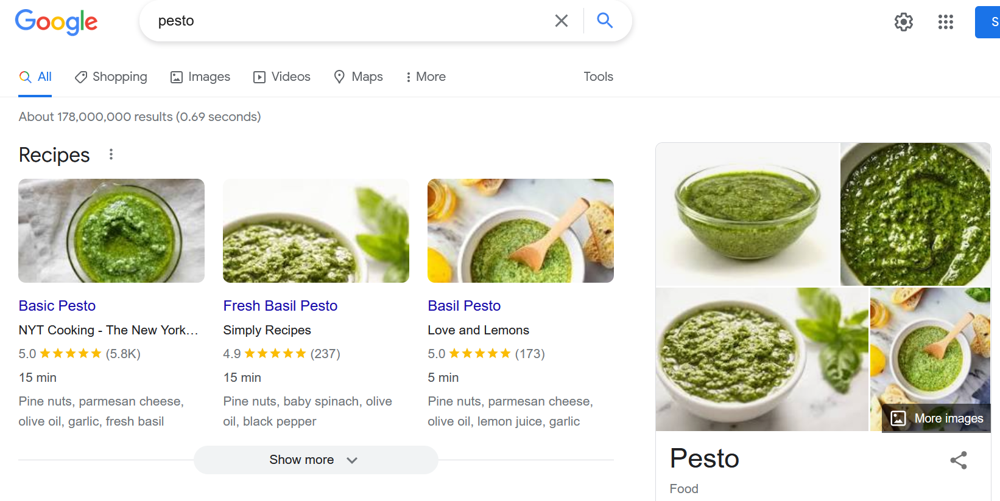 Google
pesto
S
All
Shopping
Images
Videos
Maps
More
Tools
About 178,000,000 results (0.69 seconds)
Recipes
Basic Pesto
NYT Cooking - The New York...
5.0 ★★★★★ (5.8K)
15 min
Pine nuts, parmesan cheese,
olive oil, garlic, fresh basil
Fresh Basil Pesto
Simply Recipes
4.9 ★★★★★ (237)
15 min
Pine nuts, baby spinach, olive
oil, black pepper
Basil Pesto
Love and Lemons
5.0 ★★★★★ (173)
5 min
Pine nuts, parmesan cheese,
olive oil, lemon juice, garlic
Show more
More images
Pesto
Food